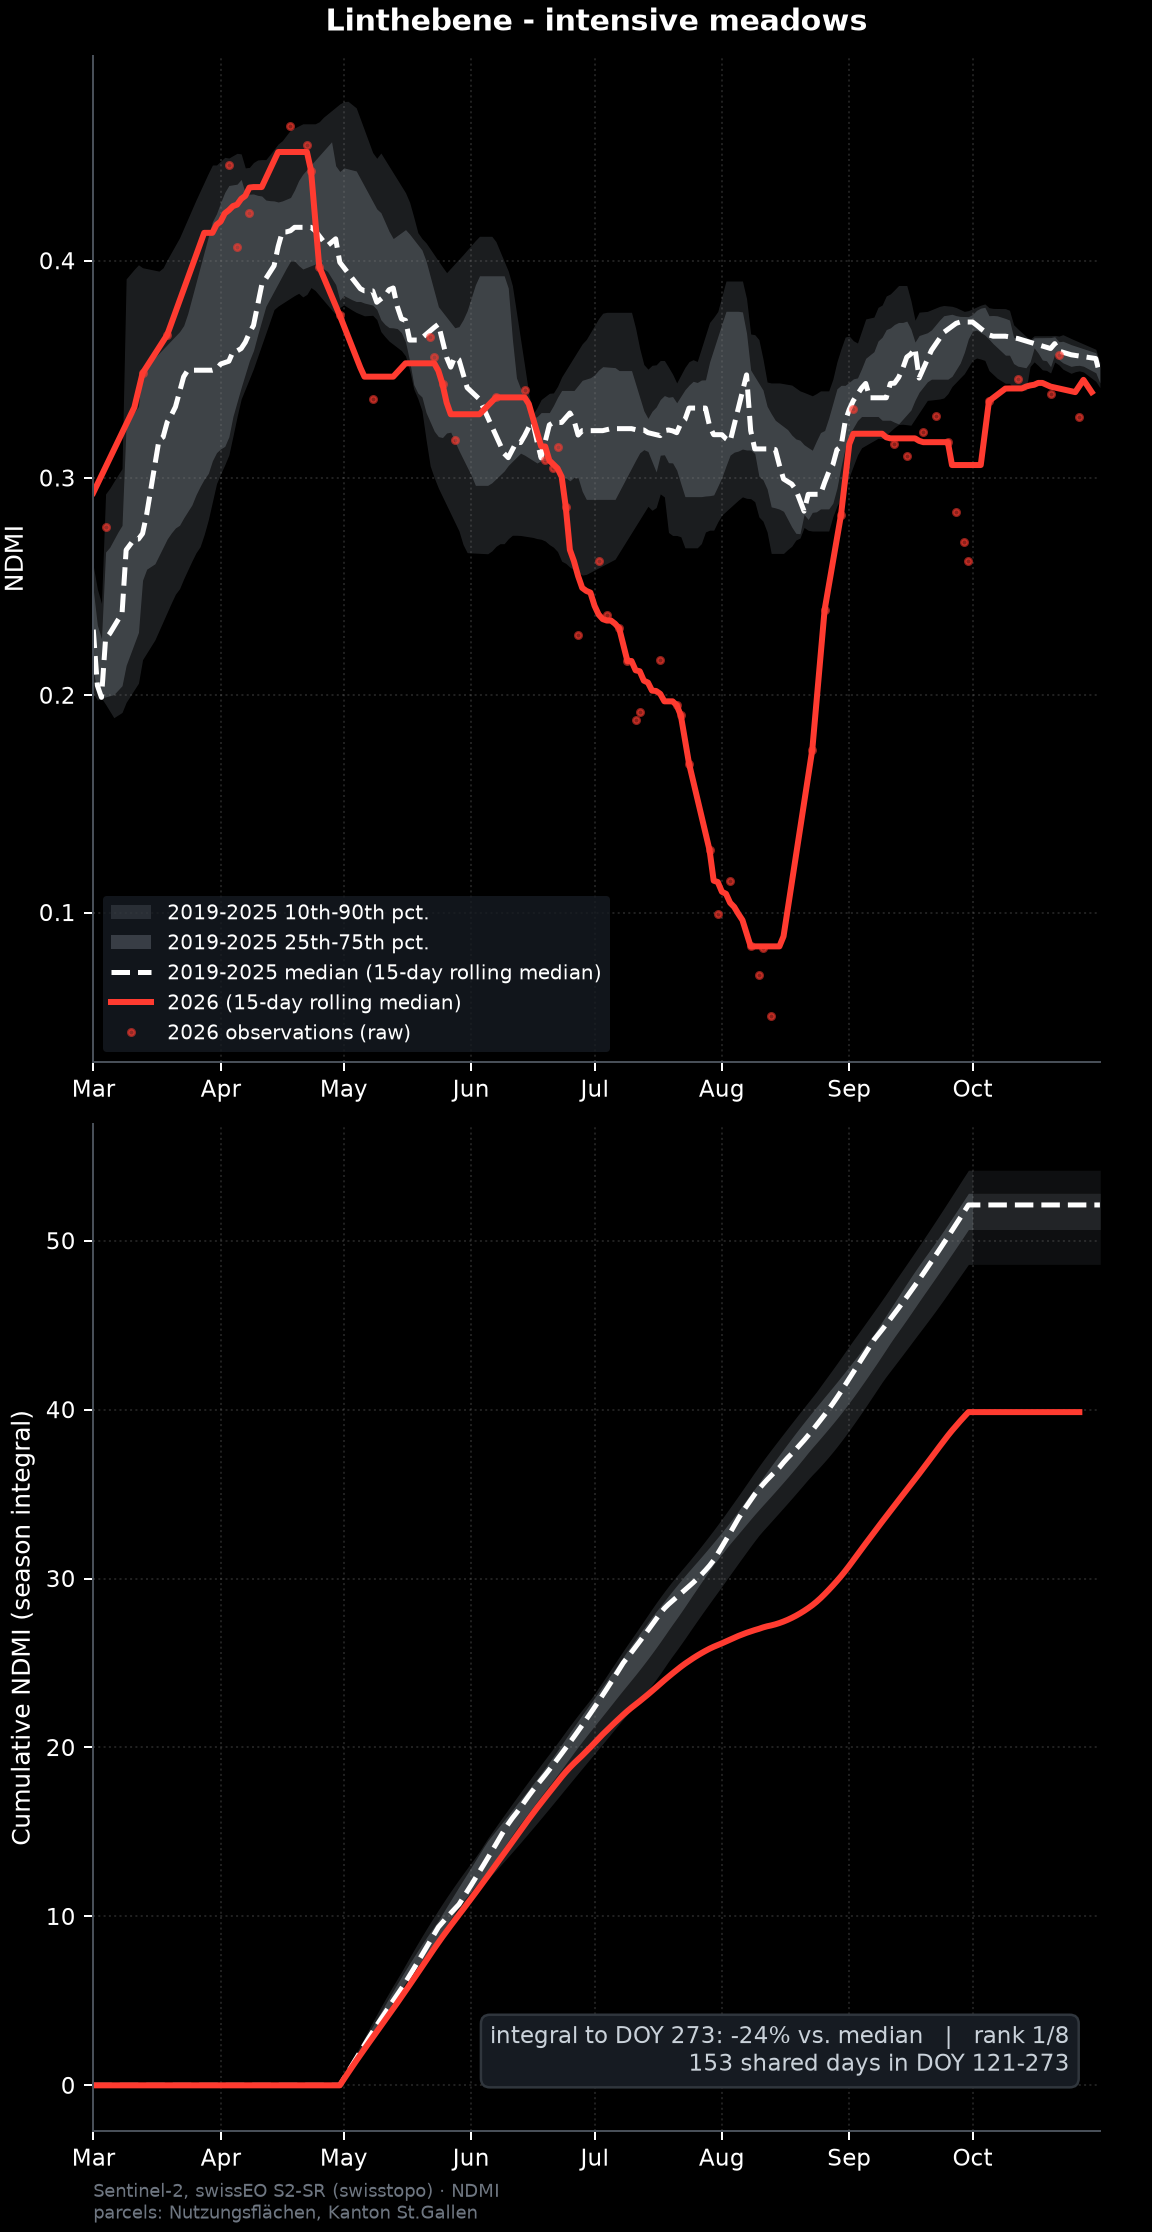 Linthebene - intensive meadows
NDMI
0.4
0.3
0.2
0.1
2019-2025 10th-90th pct.
2019-2025 25th-75th pct.
2019-2025 median (15-day rolling median)
2026 (15-day rolling median)
2026 observations (raw)
Mar Apr May Jun Jul Aug Sep Oct
Cumulative NDMI (season integral)
50
40
30
20
10
0
integral to DOY 273: -24% vs. median | rank 1/8
153 shared days in DOY 121-273
Mar Apr May Jun Jul Aug Sep Oct
Sentinel-2, swissEO S2-SR (swisstopo) · NDMI
parcels: Nutzungsflächen, Kanton St.Gallen